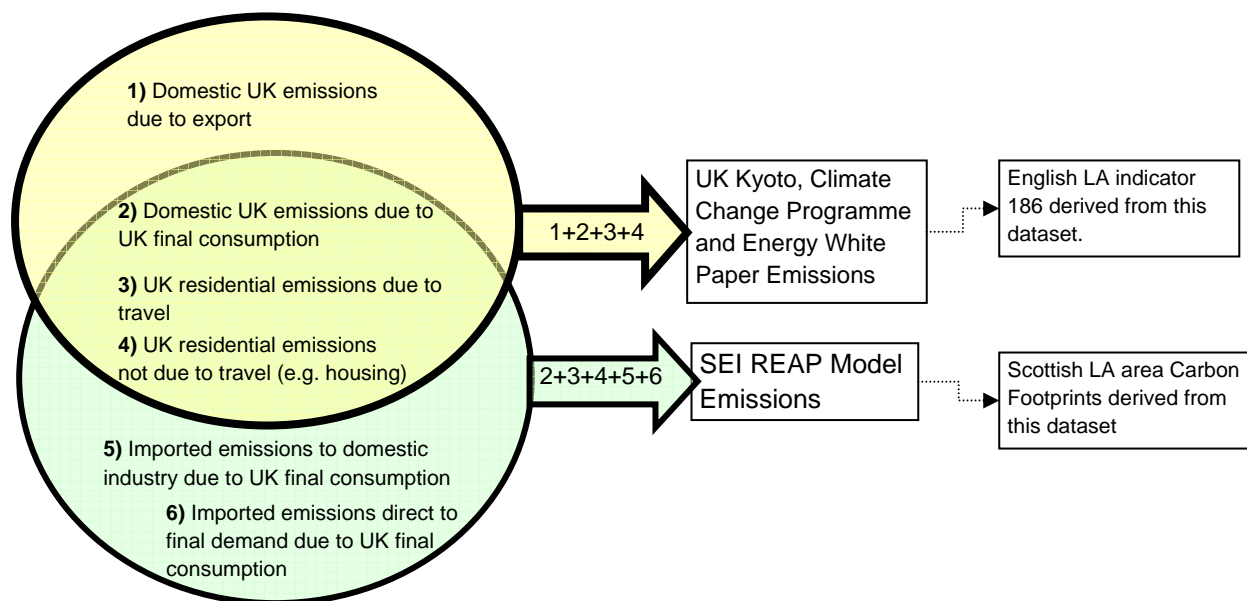 1) Domestic UK emissions
due to export
2) Domestic UK emissions due to
UK final consumption
3) UK residential emissions due to
travel
4) UK residential emissions
not due to travel (e.g. housing)
5) Imported emissions to domestic
industry due to UK final consumption
6) Imported emissions direct to
final demand due to UK final
consumption
1+2+3+4
UK Kyoto, Climate
Change Programme
and Energy White
Paper Emissions
English LA indicator
186 derived from this
dataset.
2+3+4+5+6
SEI REAP Model
Emissions
Scottish LA area Carbon
Footprints derived from
this dataset